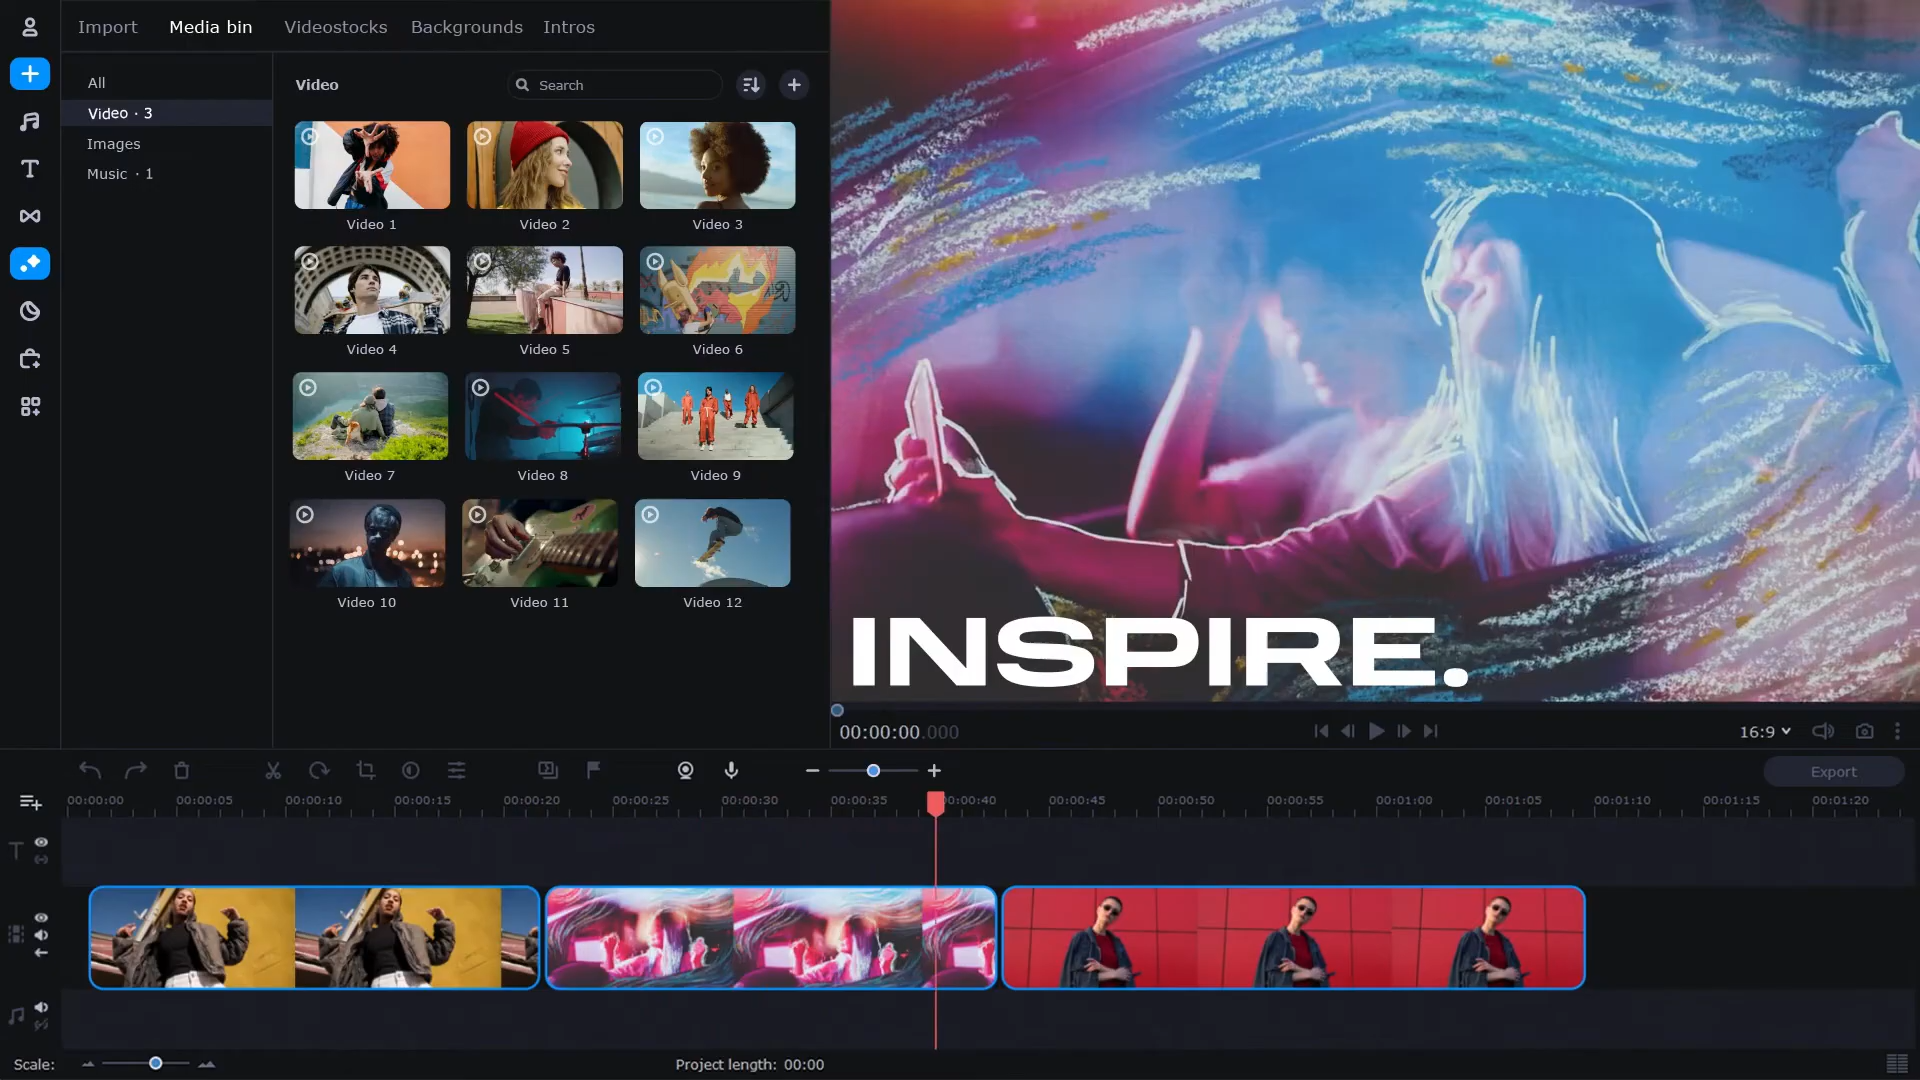 Import Media bin Videostocks Backgrounds Intros
All
Video · 3
Images
Music · 1
Video
Search
Video 1 Video 2 Video 3
Video 4 Video 5 Video 6
Video 7 Video 8 Video 9
Video 10 Video 11 Video 12
INSPIRE.
00:00:00.000
16:9
Export
00:00:00 00:00:05 00:00:10 00:00:15 00:00:20 00:00:25 00:00:30 00:00:35 00:00:40 00:00:45 00:00:50 00:00:55 00:01:00 00:01:05 00:01:10 00:01:15 00:01:20
Scale:
Project length: 00:00